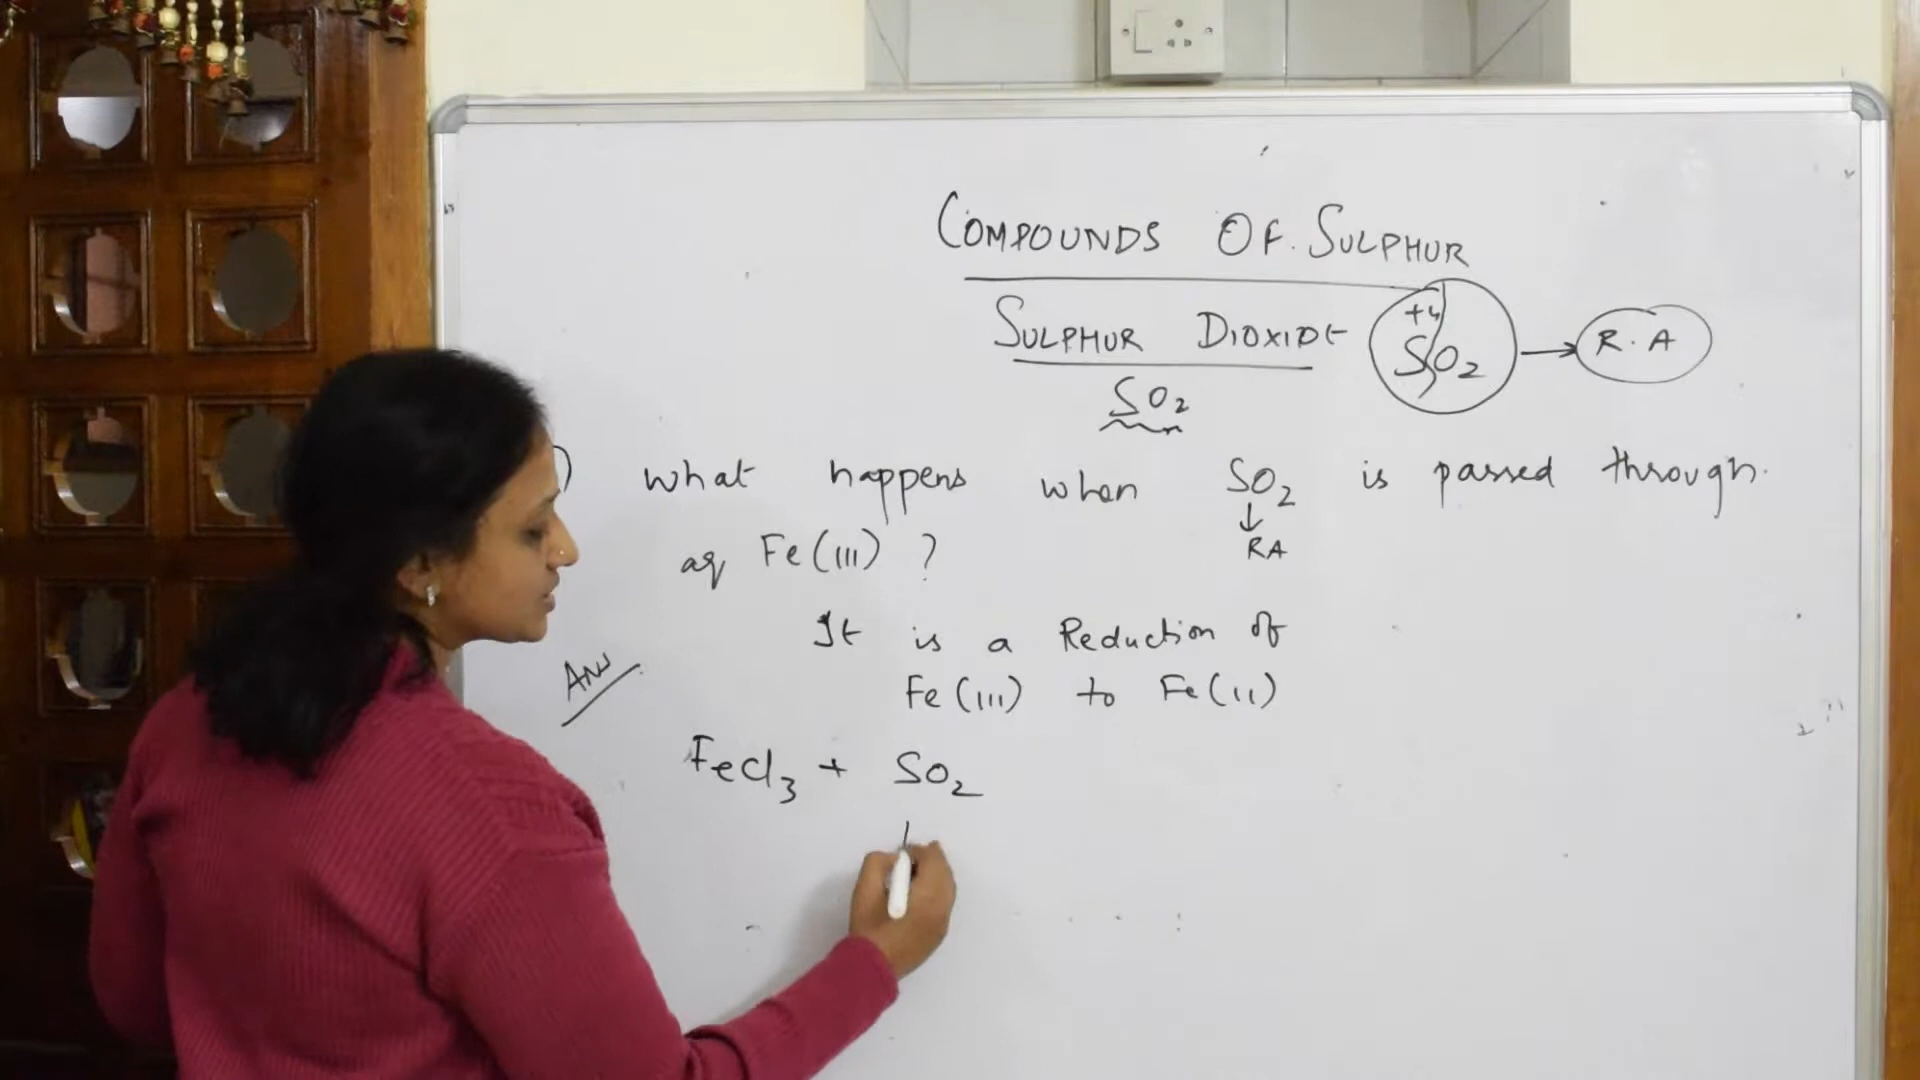 COMPOUNDS OF SULPHUR
SULPHUR DIOXIDE
+4
SO2 → R.A
SO2
) What happens when SO2 is passed through.
↓
RA
aq Fe(III) ?
Ans
It is a Reduction of
Fe(III) to Fe(II)
FeCl3 + SO2